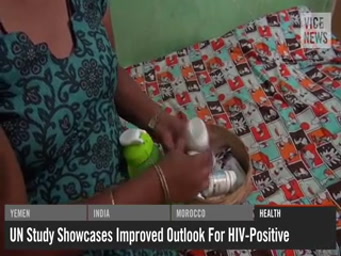 VICE
NEWS
YEMEN
INDIA
MOROCCO
HEALTH
UN Study Showcases Improved Outlook For HIV-Positive